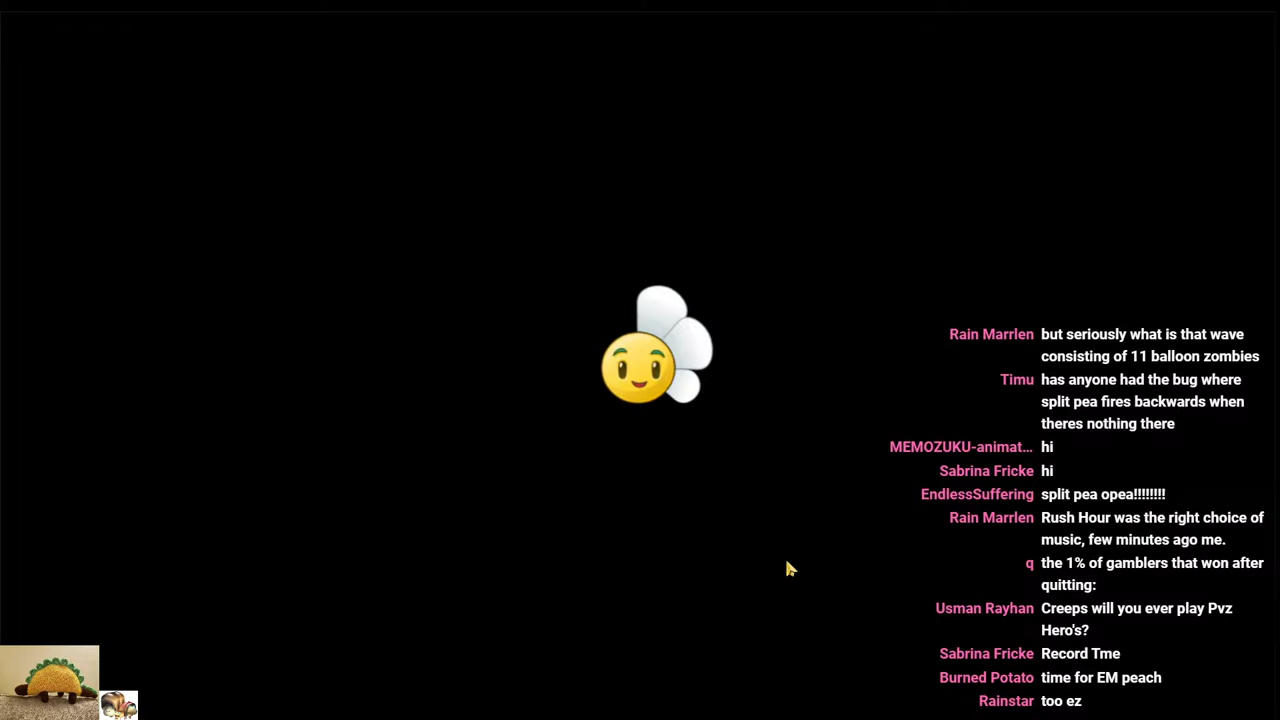 Rain Marrlen but seriously what is that wave
consisting of 11 balloon zombies
Timu has anyone had the bug where
split pea fires backwards when
theres nothing there
MEMOZUKU-animat... hi
Sabrina Fricke hi
EndlessSuffering split pea opea!!!!!!!!
Rain Marrlen Rush Hour was the right choice of
music, few minutes ago me.
q the 1% of gamblers that won after
quitting:
Usman Rayhan Creeps will you ever play Pvz
Hero's?
Sabrina Fricke Record Tme
Burned Potato time for EM peach
Rainstar too ez